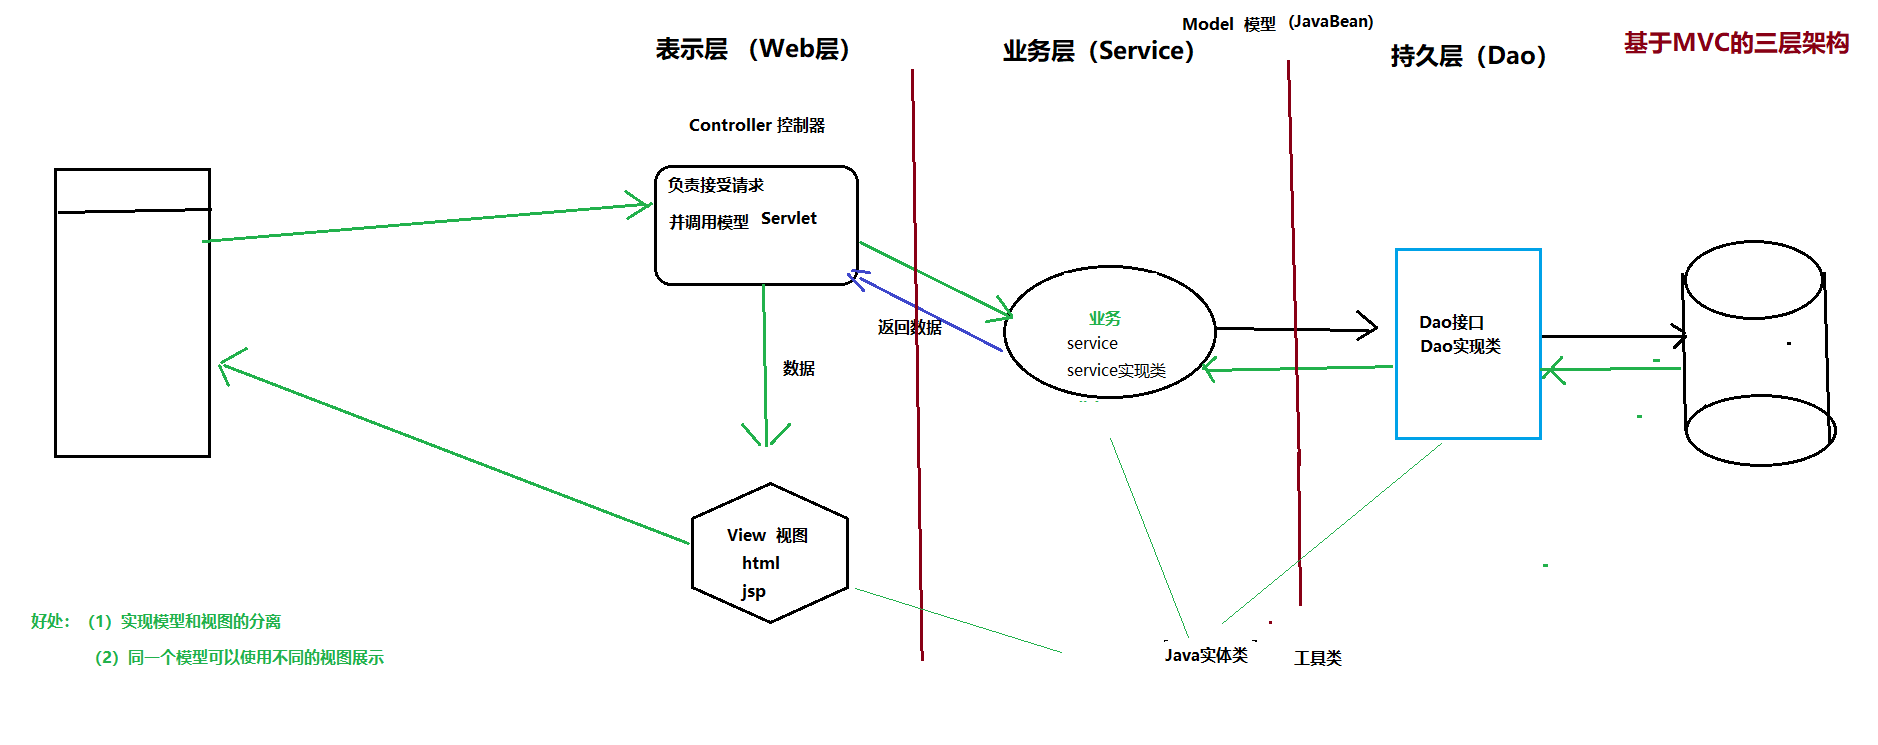 Model 模型 (JavaBean)
表示层 （Web层）
业务层（Service）
持久层（Dao）
基于MVC的三层架构
Controller 控制器
负责接受请求
并调用模型 Servlet
返回数据
数据
业务
service
service实现类
Dao接口
Dao实现类
View 视图
html
jsp
好处：（1）实现模型和视图的分离
（2）同一个模型可以使用不同的视图展示
Java实体类
工具类